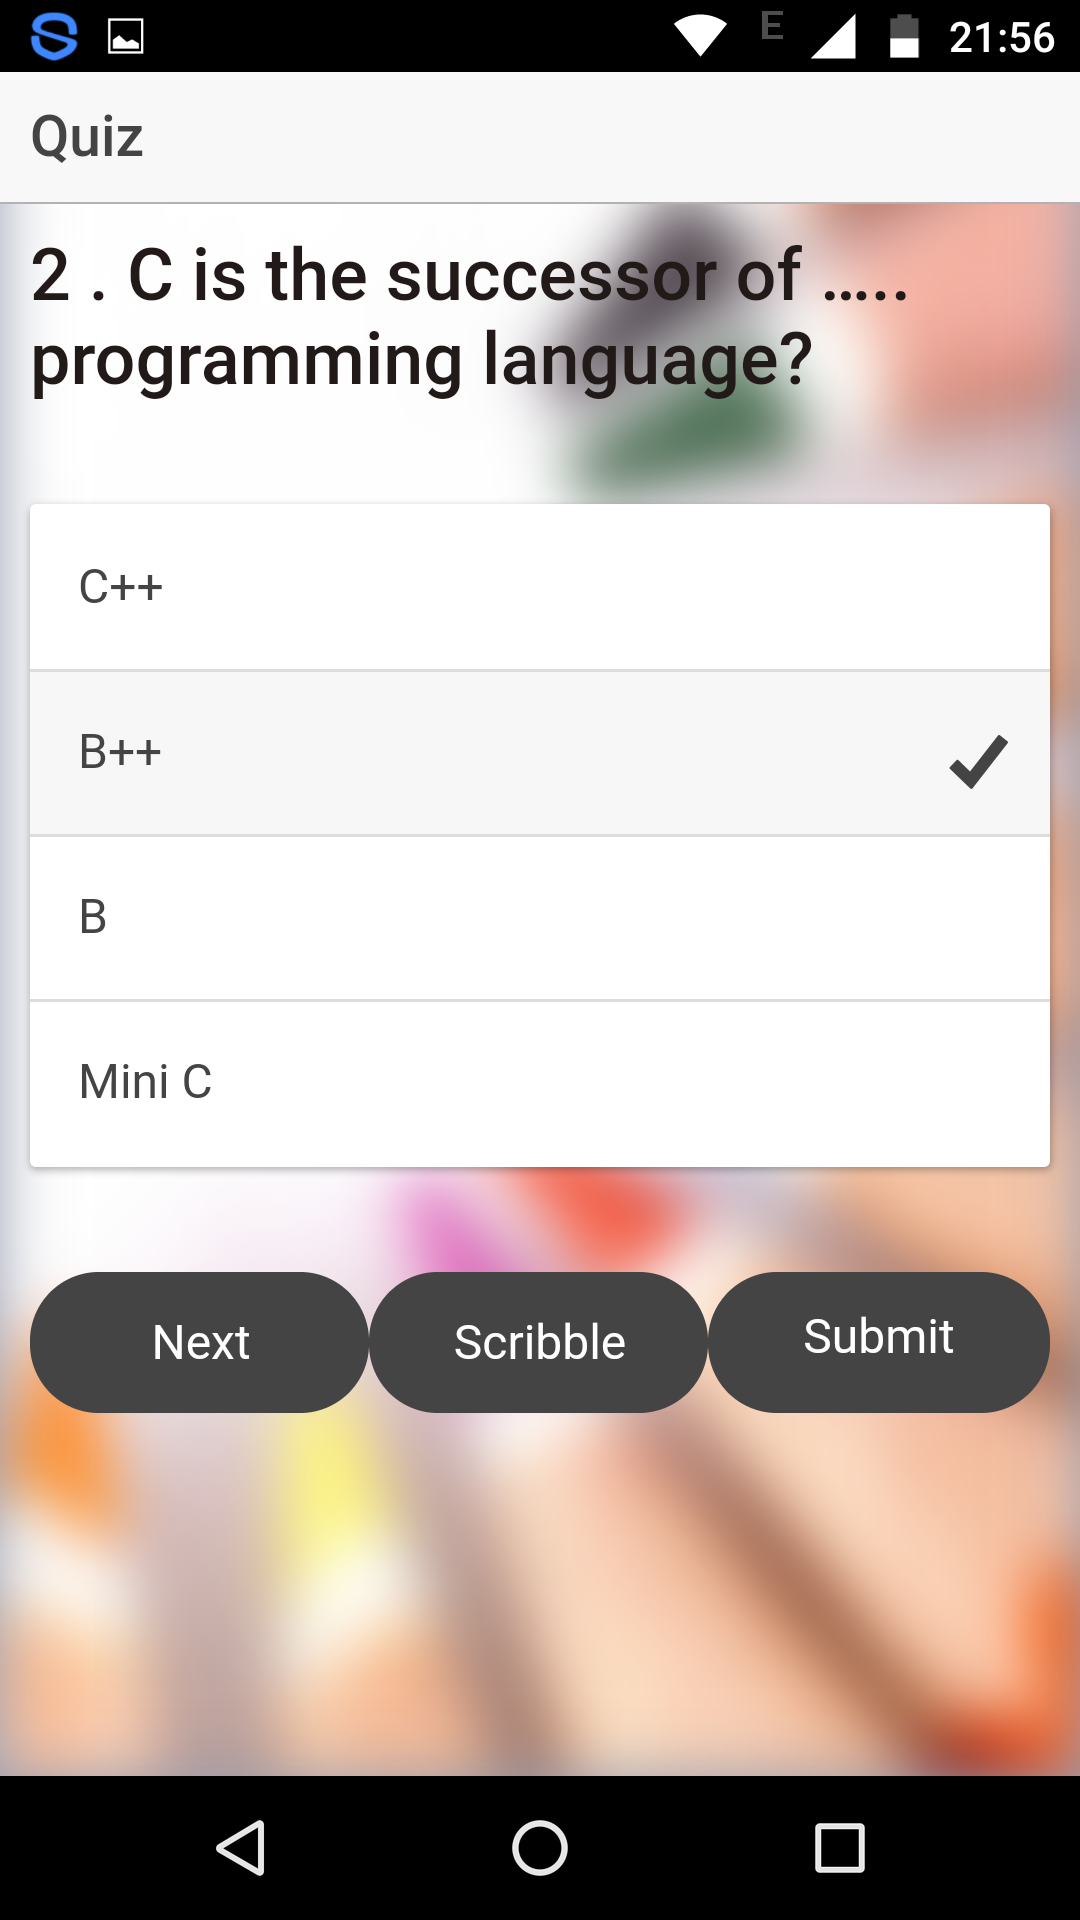 E 21:56
Quiz
2 . C is the successor of .....
programming language?
C++
B++
B
Mini C
Next Scribble Submit